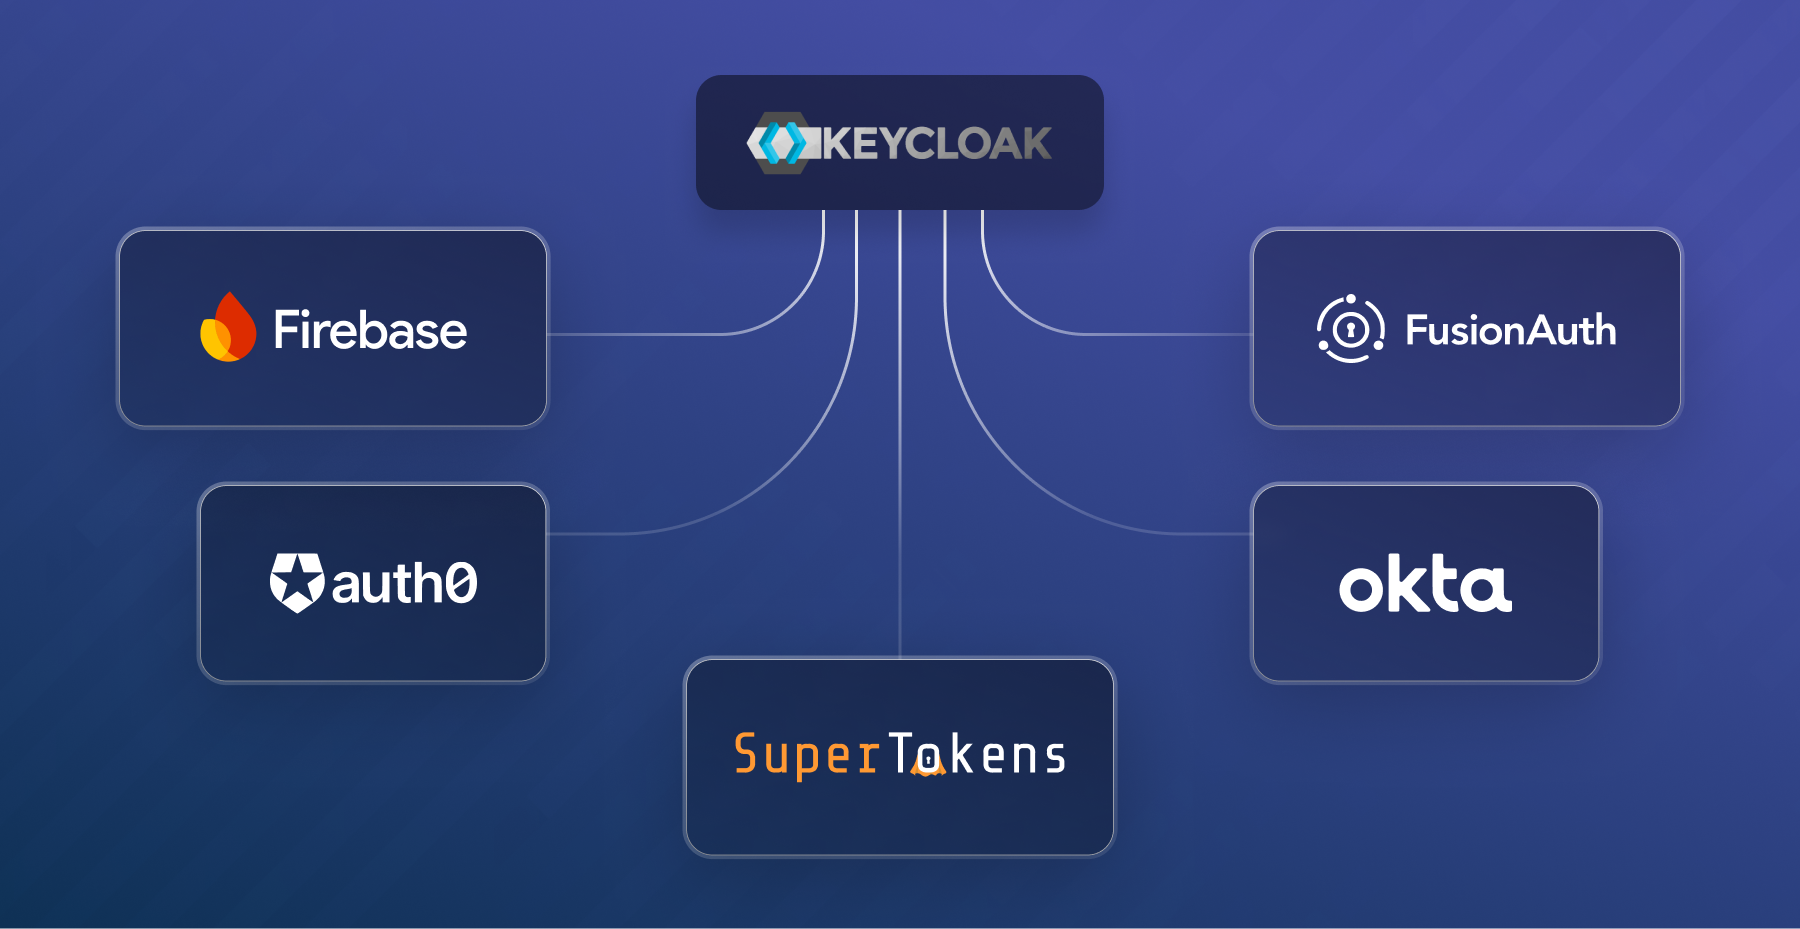 KEYCLOAK
Firebase
FusionAuth
auth0
okta
SuperTokens